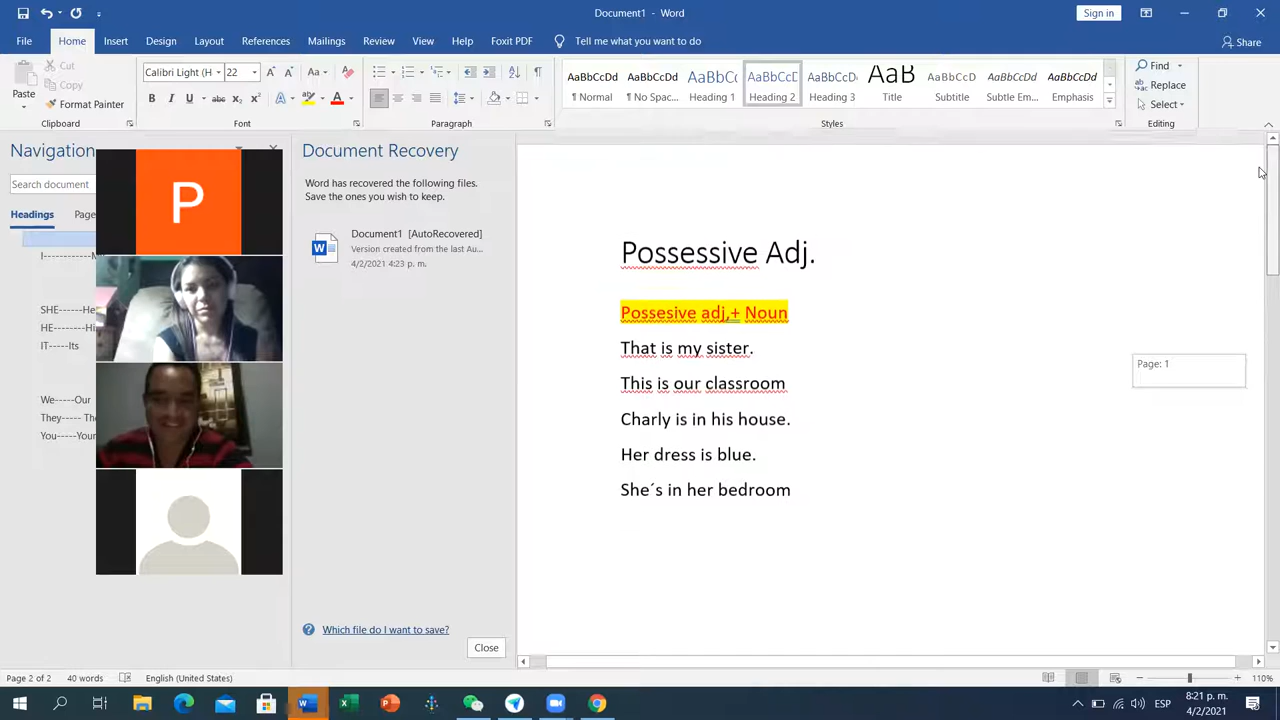 Document1 - Word
Sign in
File Home Insert Design Layout References Mailings Review View Help Foxit PDF Tell me what you want to do Share
Paste
Format Painter
Clipboard
Calibri Light (H 22
Font
Paragraph
AaBbCcDd AaBbCcDd AaBbC AaBbCcD AaBbCcD AaB AaBbCcD AaBbCcDd AaBbCcDd
¶ Normal ¶ No Spac... Heading 1 Heading 2 Heading 3 Title Subtitle Subtle Em... Emphasis
Styles
Find
Replace
Select
Editing
Navigation
Search document
Headings
I------
SHE---
HE----
IT---Its
We---Our
They---
You----Your
P
Document Recovery
Word has recovered the following files.
Save the ones you wish to keep.
Document1 [AutoRecovered]
Version created from the last Au...
4/2/2021 4:23 p. m.
Which file do I want to save?
Close
Possessive Adj.
Possesive adj,+ Noun
That is my sister.
This is our classroom
Charly is in his house.
Her dress is blue.
She´s in her bedroom
Page: 1
Page 2 of 2 40 words English (United States) 110%
ESP
8:21 p. m.
4/2/2021